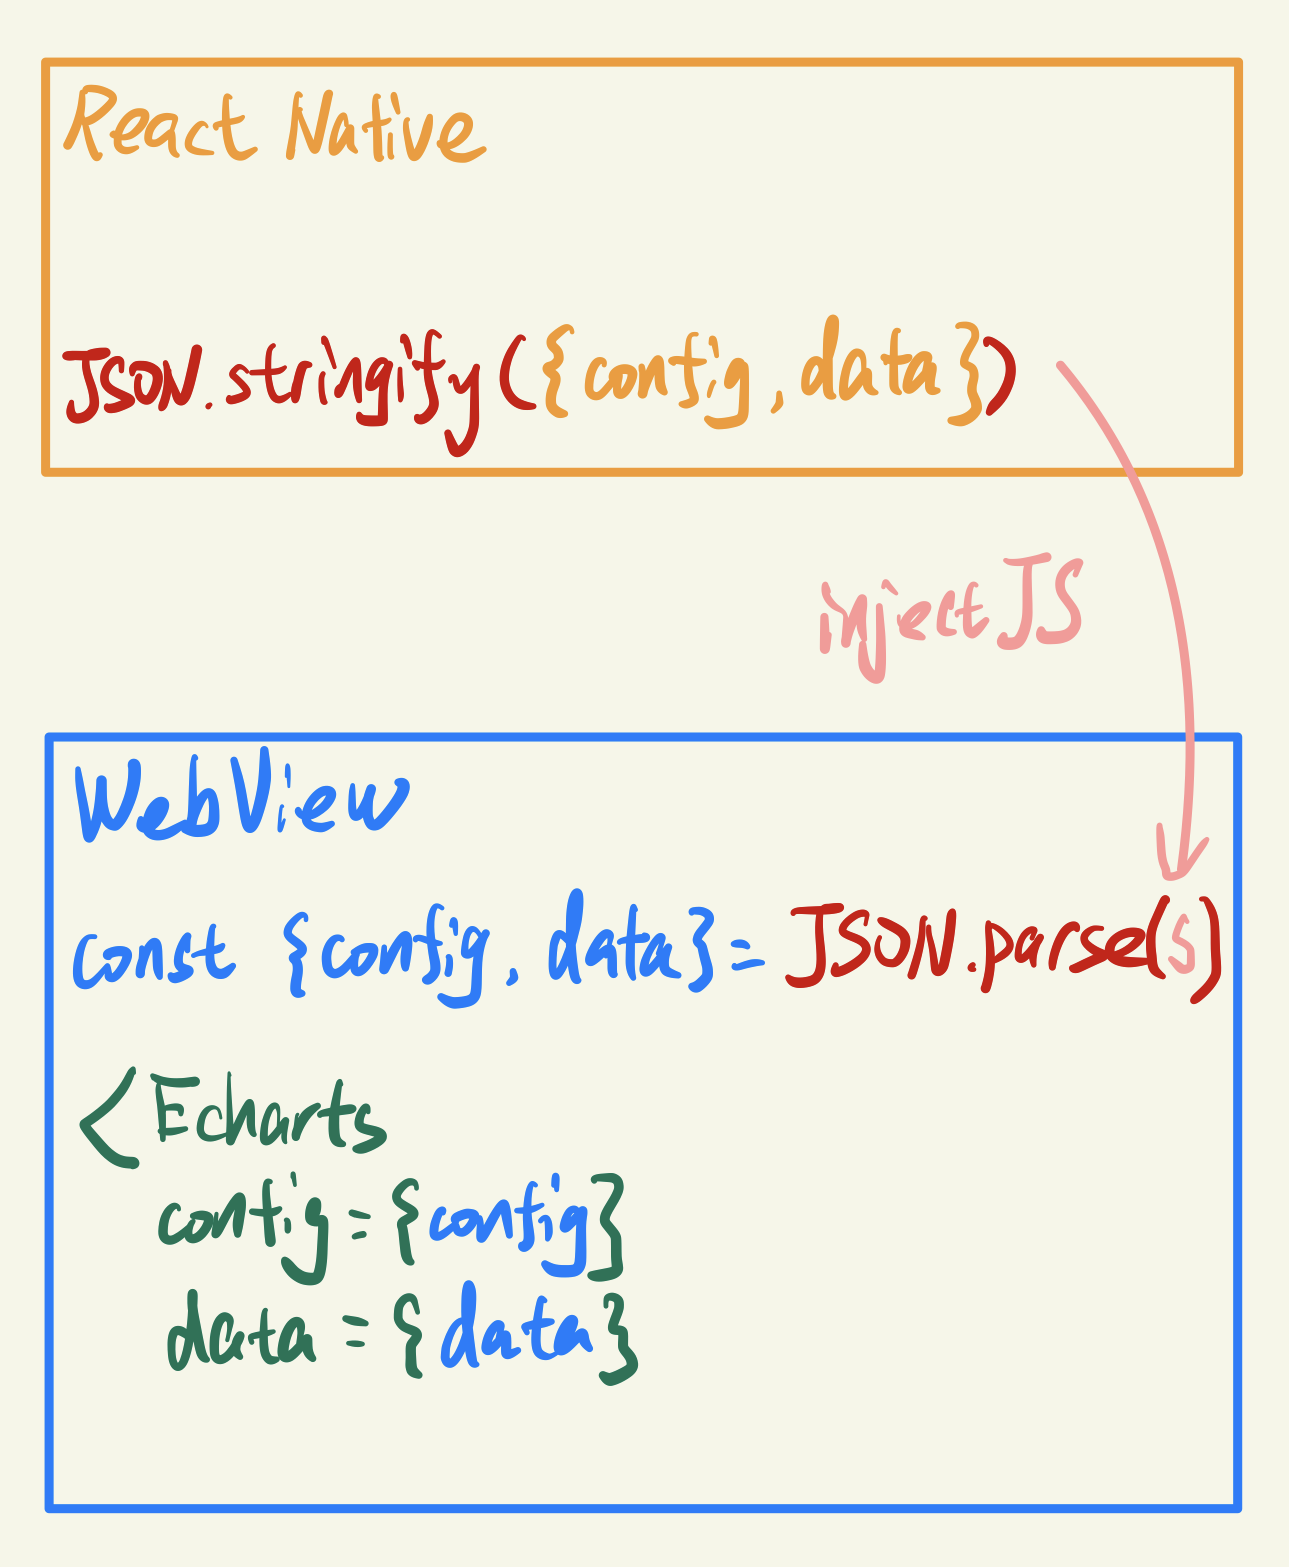 React Native
JSON.stringify({config, data})
injectJS
WebView
const {config, data} = JSON.parse(s)
<Echarts
config={config}
data={data}